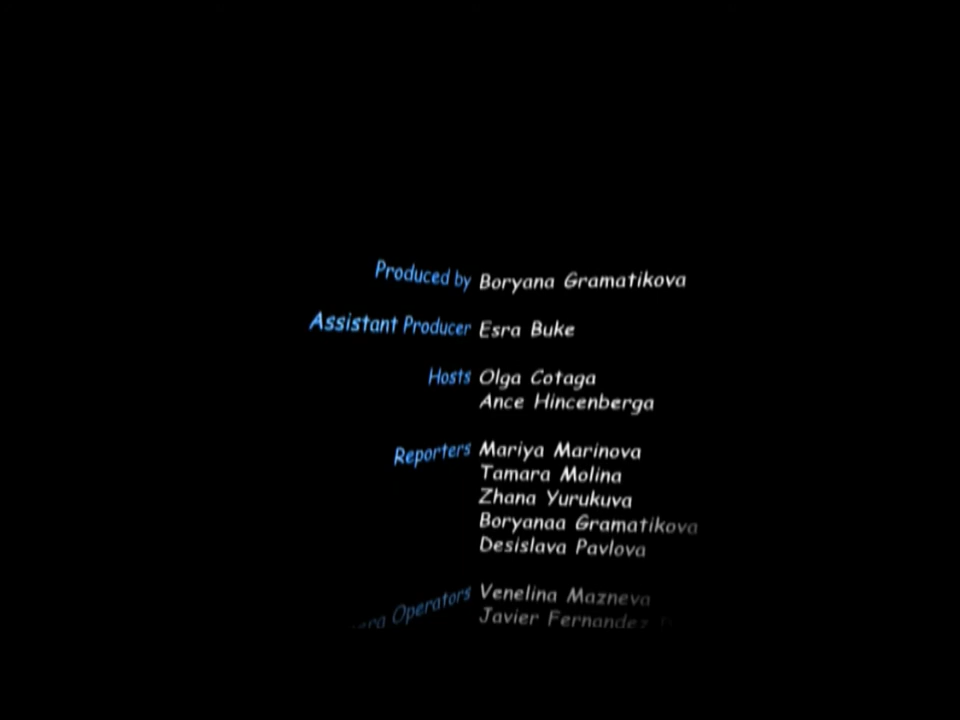 Produced by Boryana Gramatikova
Assistant Producer Esra Buke
Hosts Olga Cotaga
Ance Hincenberga
Reporters Mariya Marinova
Tamara Molina
Zhana Yurukuva
Boryanaa Gramatikova
Desislava Pavlova
Operators Venelina Mazneva
Javier Fernandez